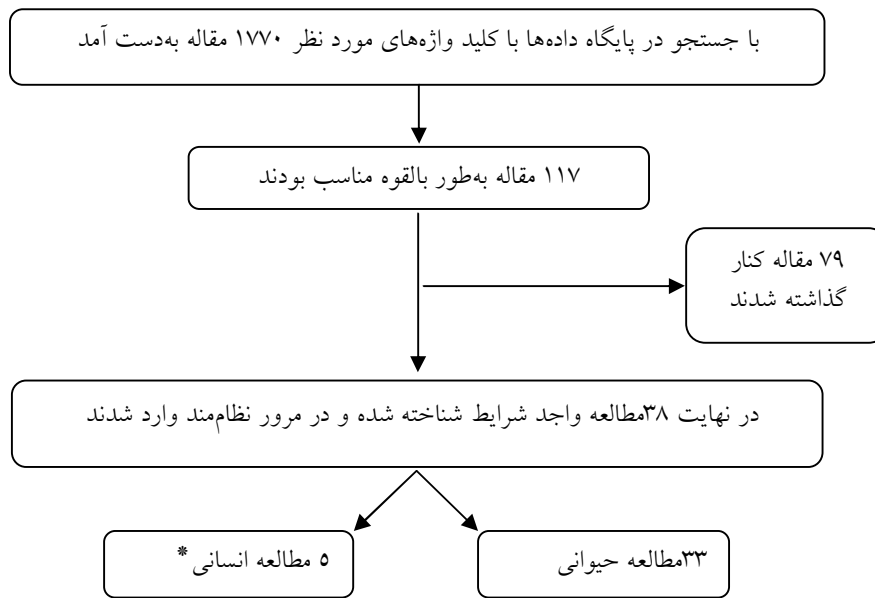 با جستجو در پایگاه داده‌ها با کلید واژه‌های مورد نظر ۱۷۷۰ مقاله به‌دست آمد
۱۱۷ مقاله به‌طور بالقوه مناسب بودند
۷۹ مقاله کنار
گذاشته شدند
در نهایت ۳۸مطالعه واجد شرایط شناخته شده و در مرور نظام‌مند وارد شدند
۳۳مطالعه حیوانی
۵ مطالعه انسانی*